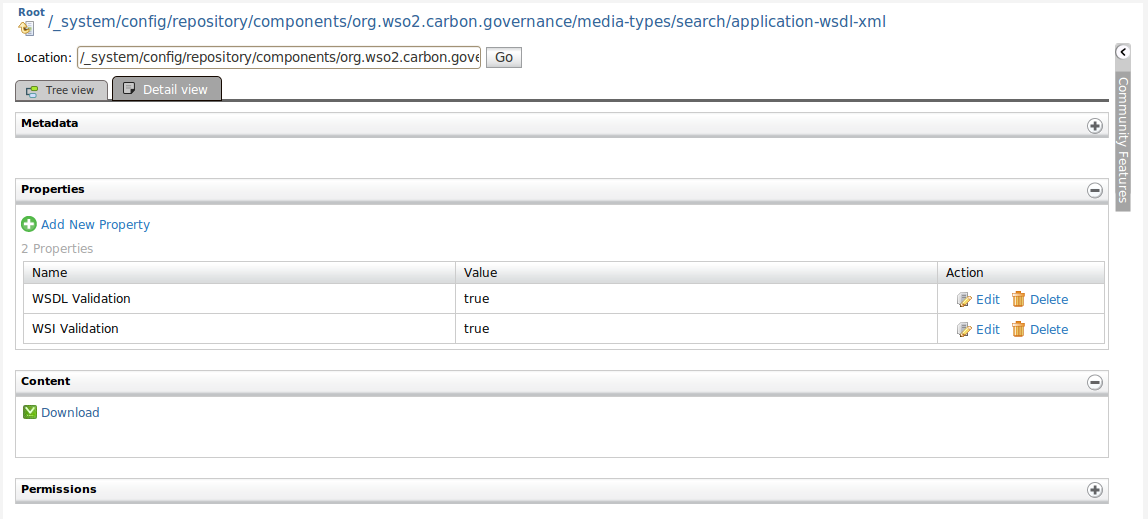 Root
/_system/config/repository/components/org.wso2.carbon.governance/media-types/search/application-wsdl-xml
Location: /_system/config/repository/components/org.wso2.carbon.gove Go
Tree view Detail view
Community Features
Metadata
Properties
Add New Property
2 Properties
Name Value Action
WSDL Validation true Edit Delete
WSI Validation true Edit Delete
Content
Download
Permissions